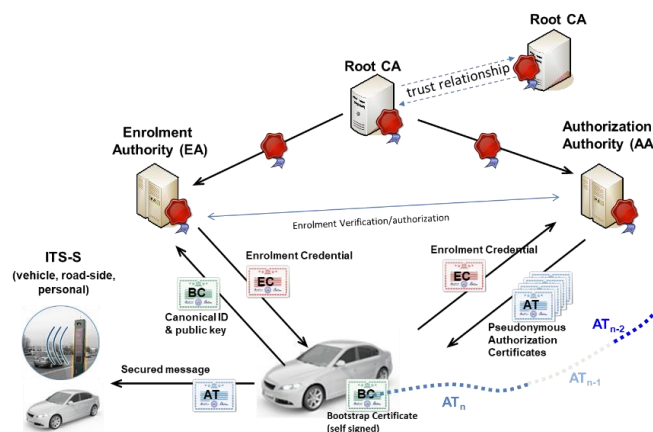 Root CA
Root CA
trust relationship
Enrolment
Authority (EA)
Authorization
Authority (AA
Enrolment Verification/authorization
ITS-S
(vehicle, road-side,
personal)
Enrolment Credential
EC
BC
Canonical ID
& public key
Enrolment Credential
EC
AT
Pseudonymous
Authorization
Certificates
ATn-2
ATn-1
ATn
Secured message
AT
BC
Bootstrap Certificate
(self signed)